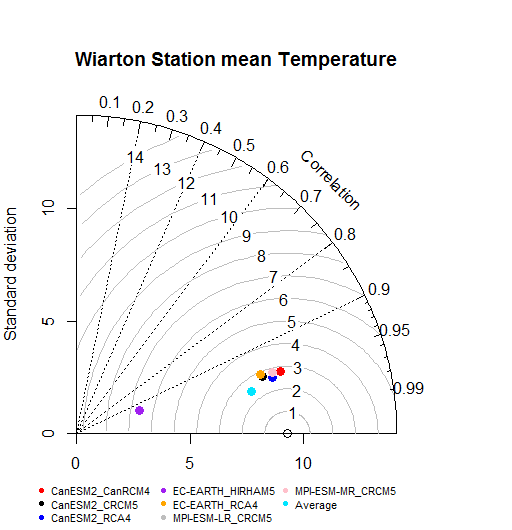 Wiarton Station mean Temperature
0.1 0.2 0.3 0.4 0.5 0.6 0.7 0.8 0.9 0.95 0.99
Correlation
14
13
12
11
10
9
8
7
6
5
4
3
2
1
Standard deviation
10
5
0
0 5 10
CanESM2_CanRCM4 EC-EARTH_HIRHAM5 MPI-ESM-MR_CRCM5
CanESM2_CRCM5 EC-EARTH_RCA4 Average
CanESM2_RCA4 MPI-ESM-LR_CRCM5